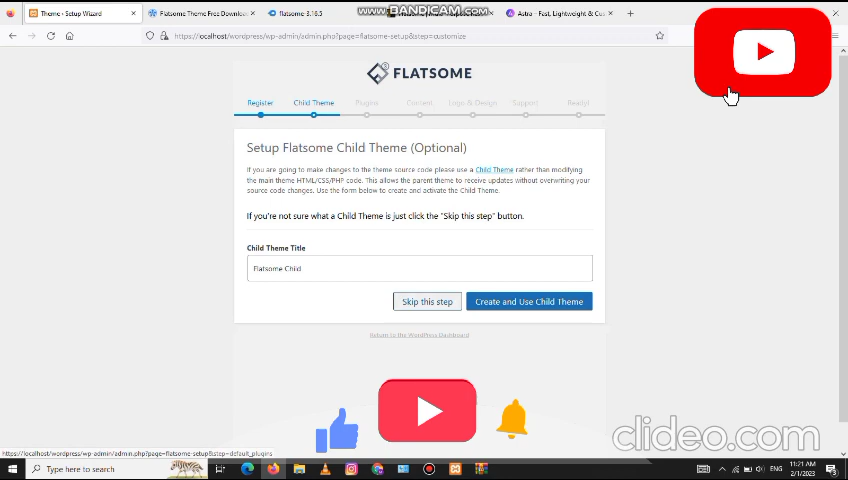 Theme › Setup Wizard
Flatsome Theme Free Download
flatsome 3.16.5
Astra – Fast, Lightweight & Cus
www.BANDICAM.com
https://localhost/wordpress/wp-admin/admin.php?page=flatsome-setup&step=customize
FLATSOME
3
Register
Child Theme
Plugins
Content
Logo & Design
Support
Ready!
Setup Flatsome Child Theme (Optional)
If you are going to make changes to the theme source code please use a Child Theme rather than modifying
the main theme HTML/CSS/PHP code. This allows the parent theme to receive updates without overwriting your
source code changes. Use the form below to create and activate the Child Theme.
If you're not sure what a Child Theme is just click the "Skip this step" button.
Child Theme Title
Flatsome Child
Skip this step
Create and Use Child Theme
Return to the WordPress Dashboard
clideo.com
https://localhost/wordpress/wp-admin/admin.php?page=flatsome-setup&step=default_plugins
Type here to search
ENG
11:21 AM
2/1/2023
3